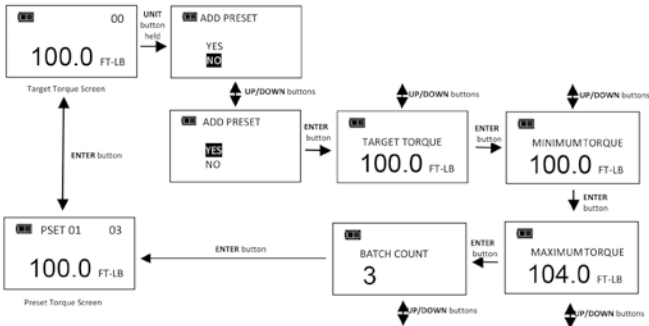 00
100.0 FT-LB
Target Torque Screen
UNIT
button
held
ADD PRESET
YES
NO
UP/DOWN buttons
ADD PRESET
YES
NO
ENTER
button
UP/DOWN buttons
TARGET TORQUE
100.0 FT-LB
ENTER
button
UP/DOWN buttons
MINIMUM TORQUE
100.0 FT-LB
ENTER
button
MAXIMUM TORQUE
104.0 FT-LB
UP/DOWN buttons
ENTER
button
BATCH COUNT
3
UP/DOWN buttons
ENTER button
PSET 01 03
100.0 FT-LB
Preset Torque Screen
ENTER button